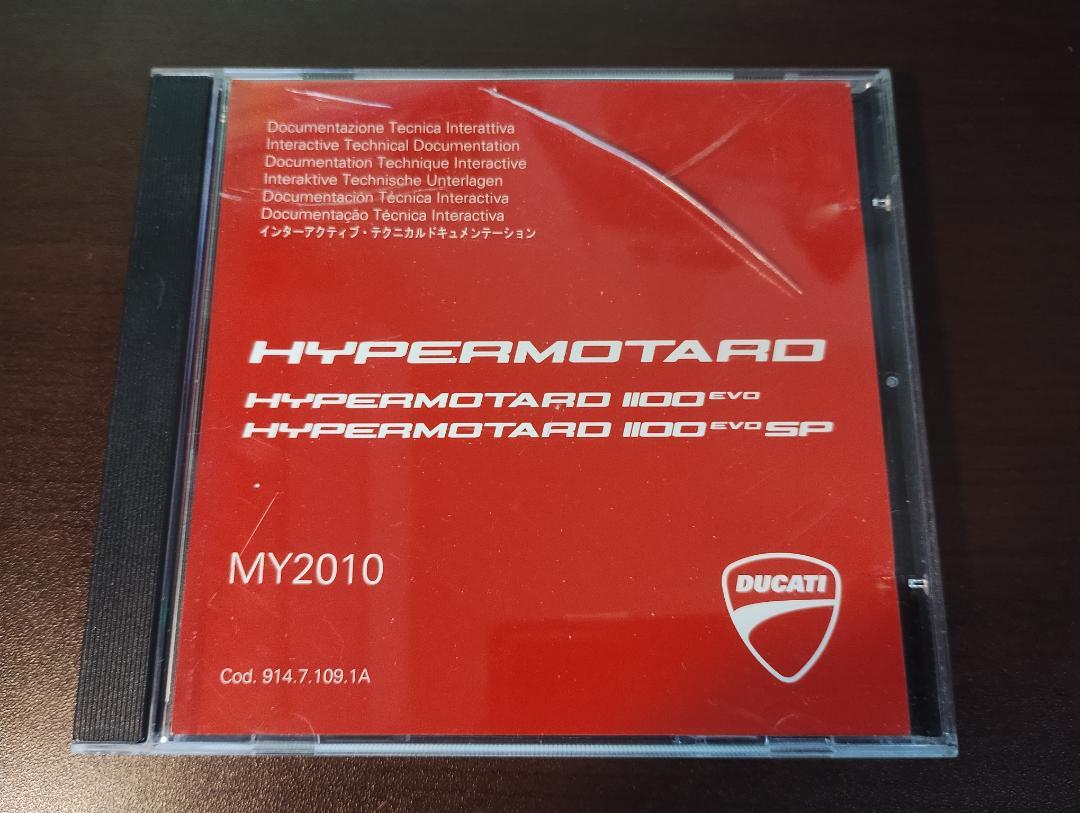 Documentazione Tecnica Interattiva
Interactive Technical Documentation
Documentation Technique Interactive
Interaktive Technische Unterlagen
Documentación Técnica Interactiva
Documentação Técnica Interactiva
インターアクティブ・テクニカルドキュメンテーション
HYPERMOTARD
HYPERMOTARD 1100 EVO
HYPERMOTARD 1100 EVO SP
MY2010
DUCATI
Cod. 914.7.109.1A